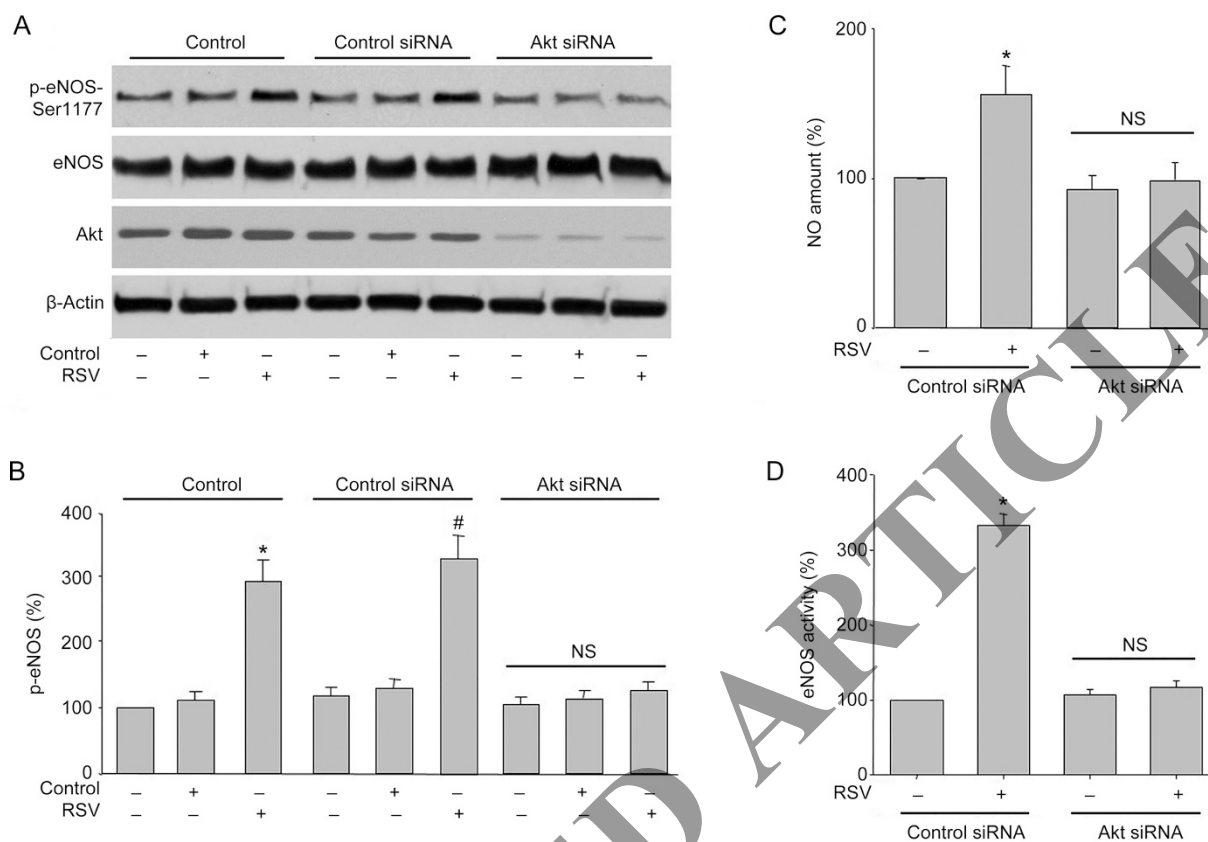 A
Control Control siRNA Akt siRNA
p-eNOS-
Ser1177
eNOS
Akt
β-Actin
Control – + – – + – – + –
RSV – – + – – + – – +
B
Control Control siRNA Akt siRNA
400
300
200
100
0
p-eNOS (%)
* # NS
Control – + – – + – – + –
RSV – – + – – + – – +
C
200
100
0
NO amount (%)
* NS
RSV – + – +
Control siRNA Akt siRNA
D
400
300
200
100
0
eNOS activity (%)
* NS
RSV – + – +
Control siRNA Akt siRNA
D ARTICLE